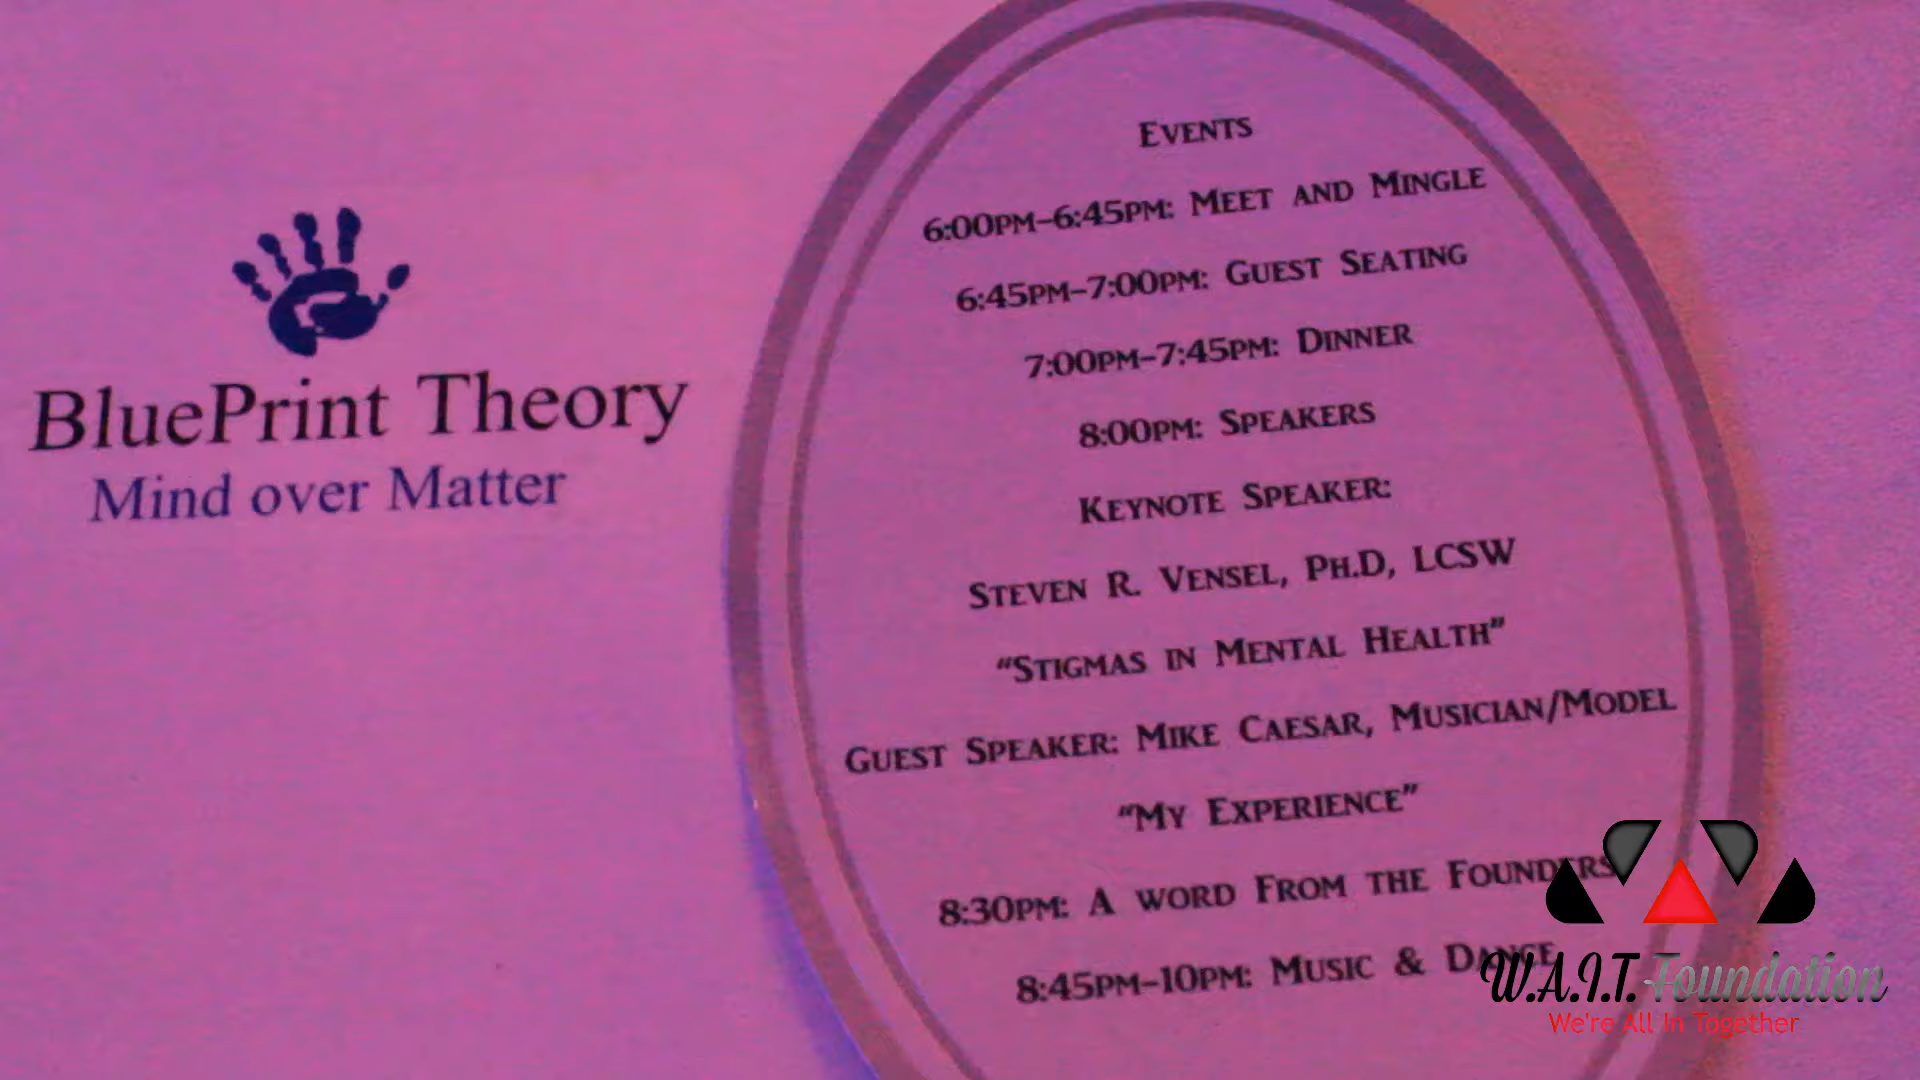 BluePrint Theory
Mind over Matter
EVENTS
6:00PM–6:45PM: MEET AND MINGLE
6:45PM–7:00PM: GUEST SEATING
7:00PM–7:45PM: DINNER
8:00PM: SPEAKERS
KEYNOTE SPEAKER:
STEVEN R. VENSEL, PH.D, LCSW
“STIGMAS IN MENTAL HEALTH”
GUEST SPEAKER: MIKE CAESAR, MUSICIAN/MODEL
“MY EXPERIENCE”
8:30PM: A WORD FROM THE FOUNDERS
8:45PM–10PM: MUSIC & DANCE
W.A.I.T. Foundation
We're All In Together